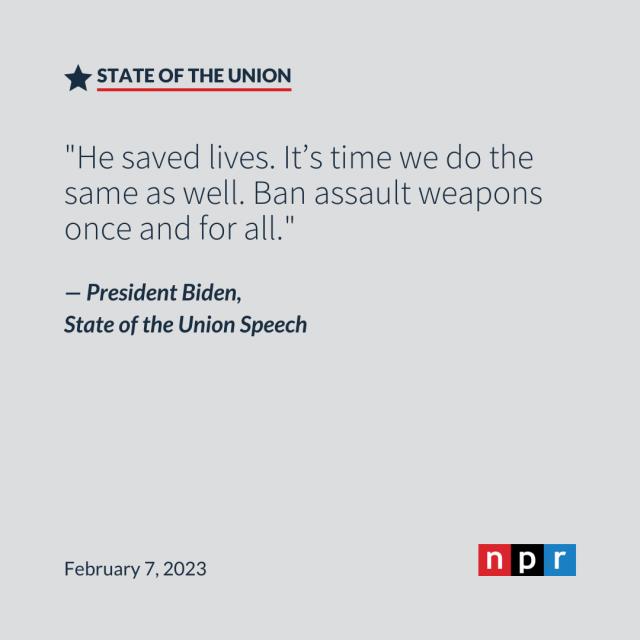 STATE OF THE UNION
"He saved lives. It’s time we do the
same as well. Ban assault weapons
once and for all."
— President Biden,
State of the Union Speech
February 7, 2023
npr